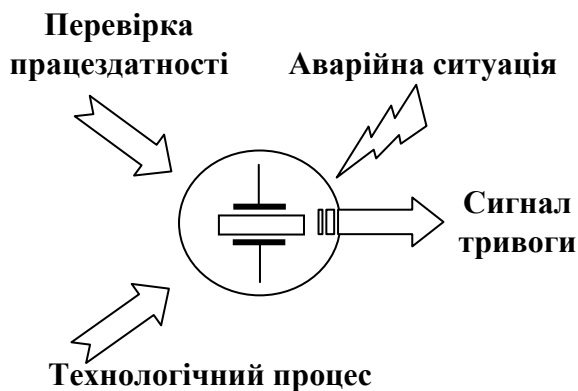 Перевірка
працездатності
Аварійна ситуація
Сигнал
тривоги
Технологічний процес